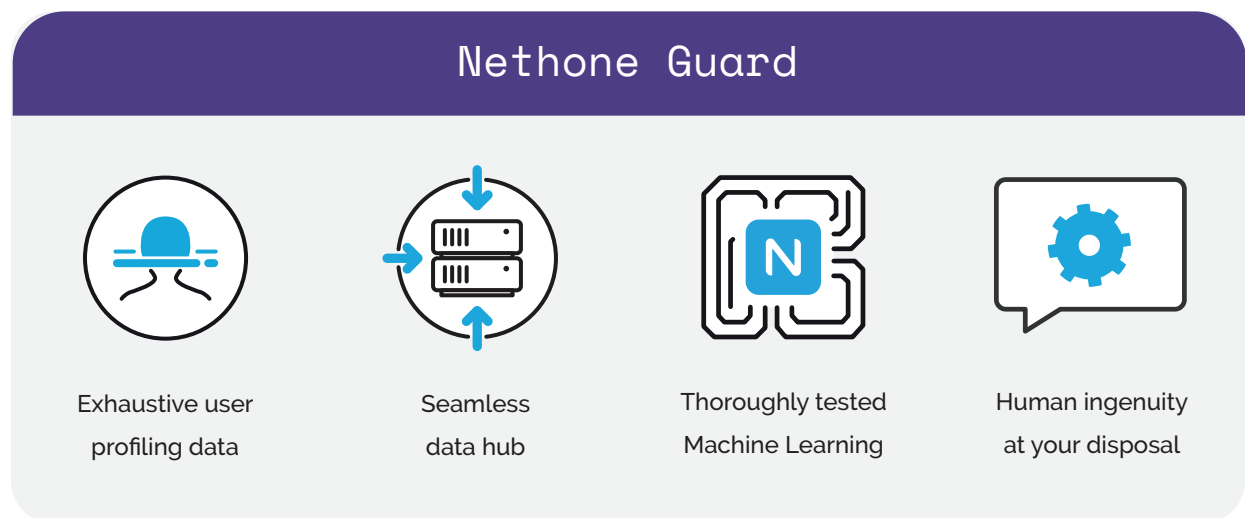 Nethone Guard
N
Exhaustive user
profiling data
Seamless
data hub
Thoroughly tested
Machine Learning
Human ingenuity
at your disposal